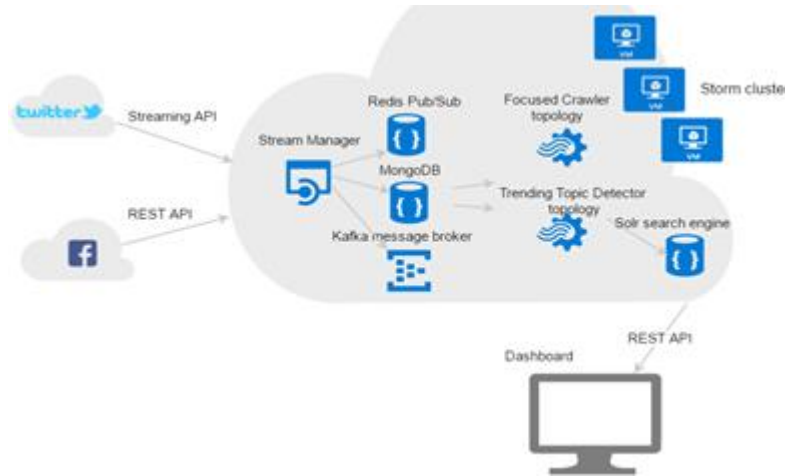 twitter
Streaming API
REST API
f
Stream Manager
Redis Pub/Sub
{ }
MongoDB
{ }
Kafka message broker
Focused Crawler
topology
Trending Topic Detector
topology
VM
VM
VM
Storm cluster
Solr search engine
{ }
REST API
Dashboard